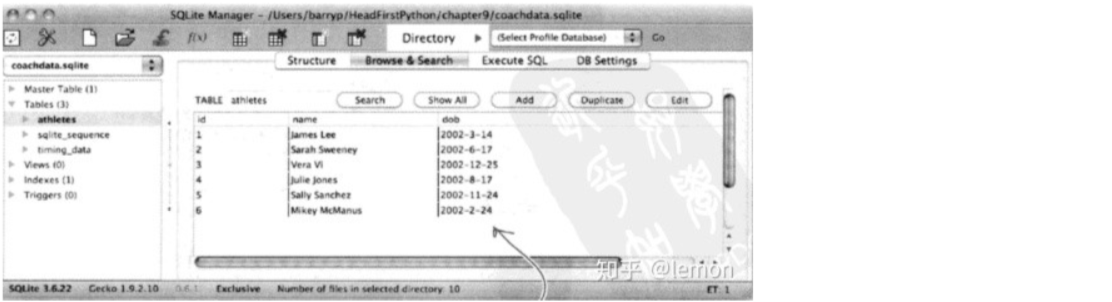 SQLite Manager – /Users/barryp/HeadFirstPython/chapter9/coachdata.sqlite
f(x) Directory (Select Profile Database) Go
coachdata.sqlite
Structure Browse & Search Execute SQL DB Settings
Master Table (1)
Tables (3)
athletes
sqlite_sequence
timing_data
Views (0)
Indexes (1)
Triggers (0)
TABLE athletes Search Show All Add Duplicate Edit
id name dob
1 James Lee 2002-3-14
2 Sarah Sweeney 2002-6-17
3 Vera Vi 2002-12-25
4 Julie Jones 2002-8-17
5 Sally Sanchez 2002-11-24
6 Mikey McManus 2002-2-24
知乎 @lemon
SQLite 3.6.22 Gecko 1.9.2.10 0.6.1 Exclusive Number of files in selected directory: 10 ET: 1